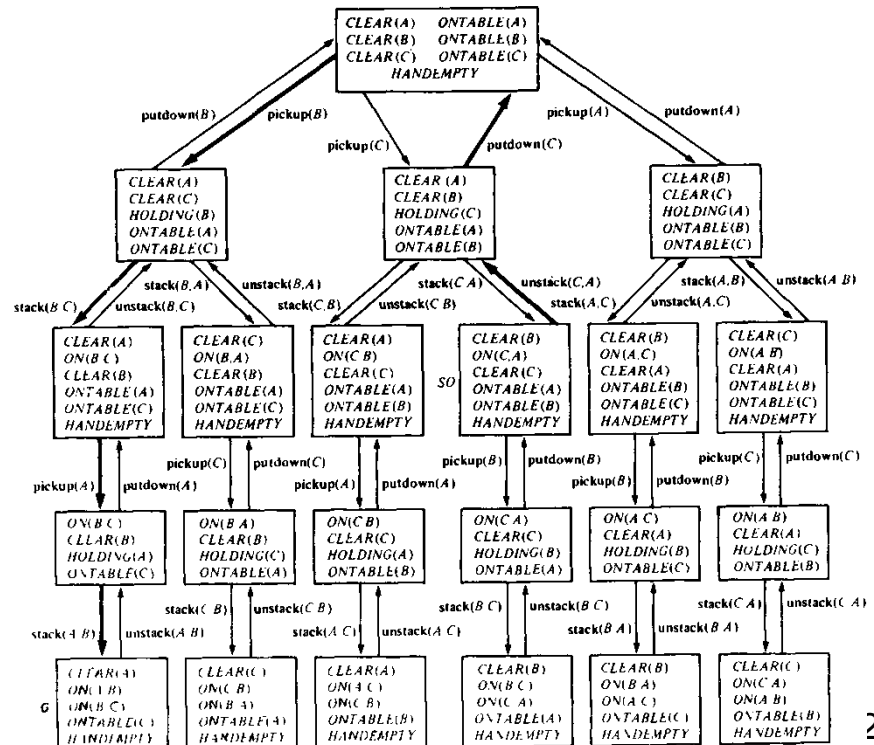 CLEAR(A) ONTABLE(A)
CLEAR(B) ONTABLE(B)
CLEAR(C) ONTABLE(C)
HANDEMPTY
putdown(B)
pickup(B)
pickup(C)
putdown(C)
pickup(A)
putdown(A)
CLEAR(A)
CLEAR(C)
HOLDING(B)
ONTABLE(A)
ONTABLE(C)
CLEAR(A)
CLEAR(B)
HOLDING(C)
ONTABLE(A)
ONTABLE(B)
CLEAR(B)
CLEAR(C)
HOLDING(A)
ONTABLE(B)
ONTABLE(C)
stack(B C)
unstack(B,C)
stack(B,A)
unstack(B,A)
stack(C,B)
unstack(C B)
stack(C A)
unstack(C,A)
stack(A,C)
unstack(A,C)
stack(A,B)
unstack(A B)
CLEAR(A)
ON(B C)
CLEAR(B)
ONTABLE(A)
ONTABLE(C)
HANDEMPTY
CLEAR(C)
ON(B,A)
CLEAR(B)
ONTABLE(A)
ONTABLE(C)
HANDEMPTY
CLEAR(A)
ON(C B)
CLEAR(C)
ONTABLE(A)
ONTABLE(B)
HANDEMPTY
SO
CLEAR(B)
ON(C,A)
CLEAR(C)
ONTABLE(A)
ONTABLE(B)
HANDEMPTY
CLEAR(B)
ON(A,C)
CLEAR(A)
ONTABLE(B)
ONTABLE(C)
HANDEMPTY
CLEAR(C)
ON(A B)
CLEAR(A)
ONTABLE(B)
ONTABLE(C)
HANDEMPTY
pickup(A)
putdown(A)
pickup(C)
putdown(C)
pickup(A)
putdown(A)
pickup(B)
putdown(B)
pickup(B)
putdown(B)
pickup(C)
putdown(C)
ON(B C)
CLEAR(B)
HOLDING(A)
ONTABLE(C)
ON(B A)
CLEAR(B)
HOLDING(C)
ONTABLE(A)
ON(C B)
CLEAR(C)
HOLDING(A)
ONTABLE(B)
ON(C A)
CLEAR(C)
HOLDING(B)
ONTABLE(A)
ON(A C)
CLEAR(A)
HOLDING(B)
ONTABLE(C)
ON(A B)
CLEAR(A)
HOLDING(C)
ONTABLE(B)
stack(A B)
unstack(A B)
stack(C B)
unstack(C B)
stack(A C)
unstack(A C)
stack(B C)
unstack(B C)
stack(B A)
unstack(B A)
stack(C A)
unstack(C A)
G
CLEAR(A)
ON(A B)
ON(B C)
ONTABLE(C)
HANDEMPTY
CLEAR(C)
ON(C B)
ON(B A)
ONTABLE(A)
HANDEMPTY
CLEAR(A)
ON(A C)
ON(C B)
ONTABLE(B)
HANDEMPTY
CLEAR(B)
ON(B C)
ON(C A)
ONTABLE(A)
HANDEMPTY
CLEAR(B)
ON(B A)
ON(A C)
ONTABLE(C)
HANDEMPTY
CLEAR(C)
ON(C A)
ON(A B)
ONTABLE(B)
HANDEMPTY